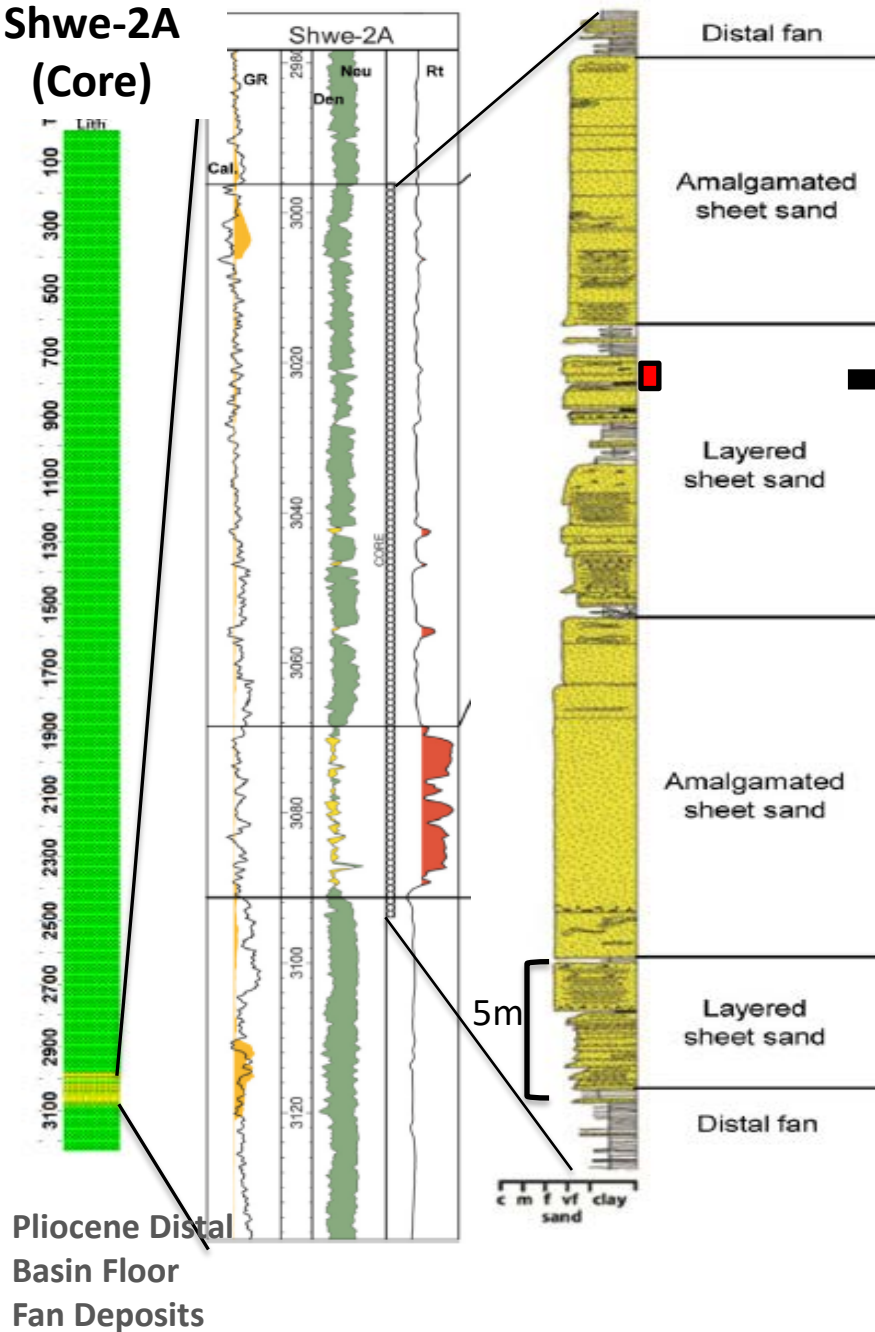 Shwe-2A
(Core)
Lith
100
300
500
700
900
1100
1300
1500
1700
1900
2100
2300
2500
2700
2900
3100
Pliocene Distal
Basin Floor
Fan Deposits
Shwe-2A
GR
Cal.
2980
3000
3020
3040
3060
3080
3100
3120
Neu
Den
CORE
Rt
Distal fan
Amalgamated
sheet sand
Layered
sheet sand
Amalgamated
sheet sand
Layered
sheet sand
Distal fan
5m
c m f vf clay
sand